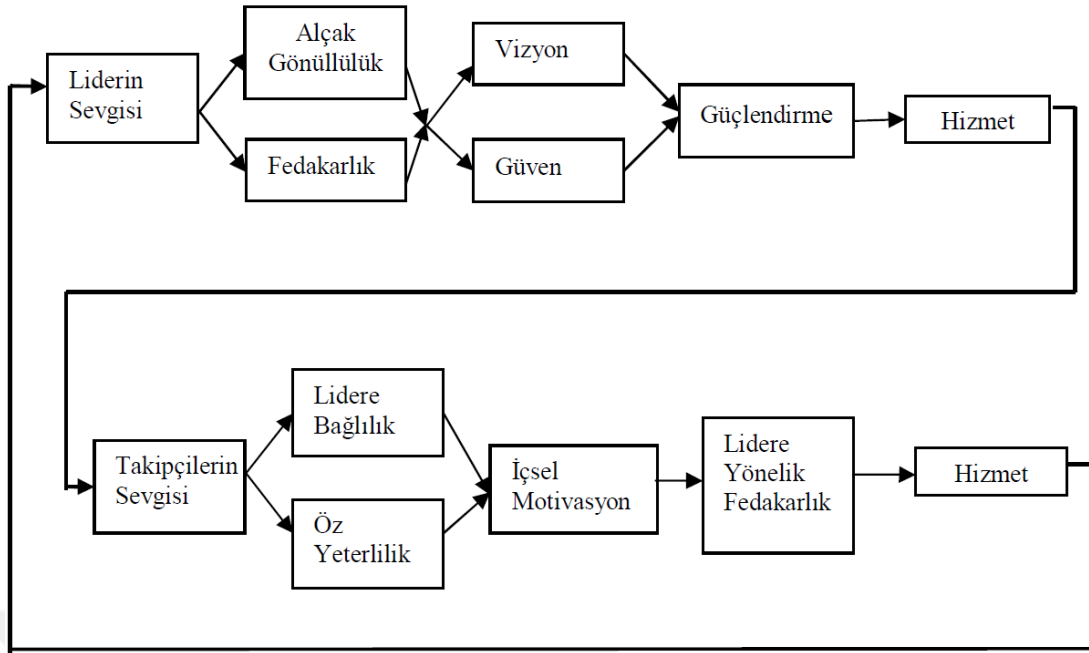 Liderin
Sevgisi
Alçak
Gönüllülük
Fedakarlık
Vizyon
Güven
Güçlendirme
Hizmet
Takipçilerin
Sevgisi
Lidere
Bağlılık
Öz
Yeterlilik
İçsel
Motivasyon
Lidere
Yönelik
Fedakarlık
Hizmet